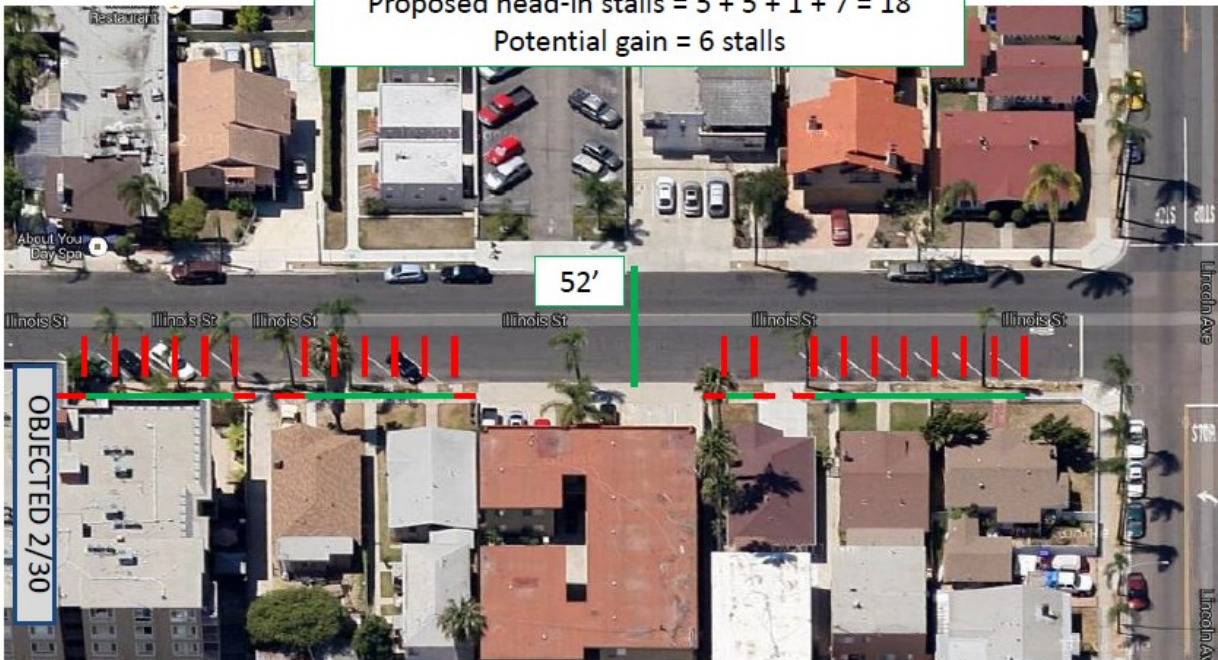 Restaurant
Proposed head-in stalls = 5 + 5 + 1 + 7 = 18
Potential gain = 6 stalls
STOP
STOP
About You
Day Spa
52'
Lincoln Ave
Illinois St
Illinois St
Illinois St
Illinois St
Illinois St
Illinois St
OBJECTED 2/30
Lincoln Av